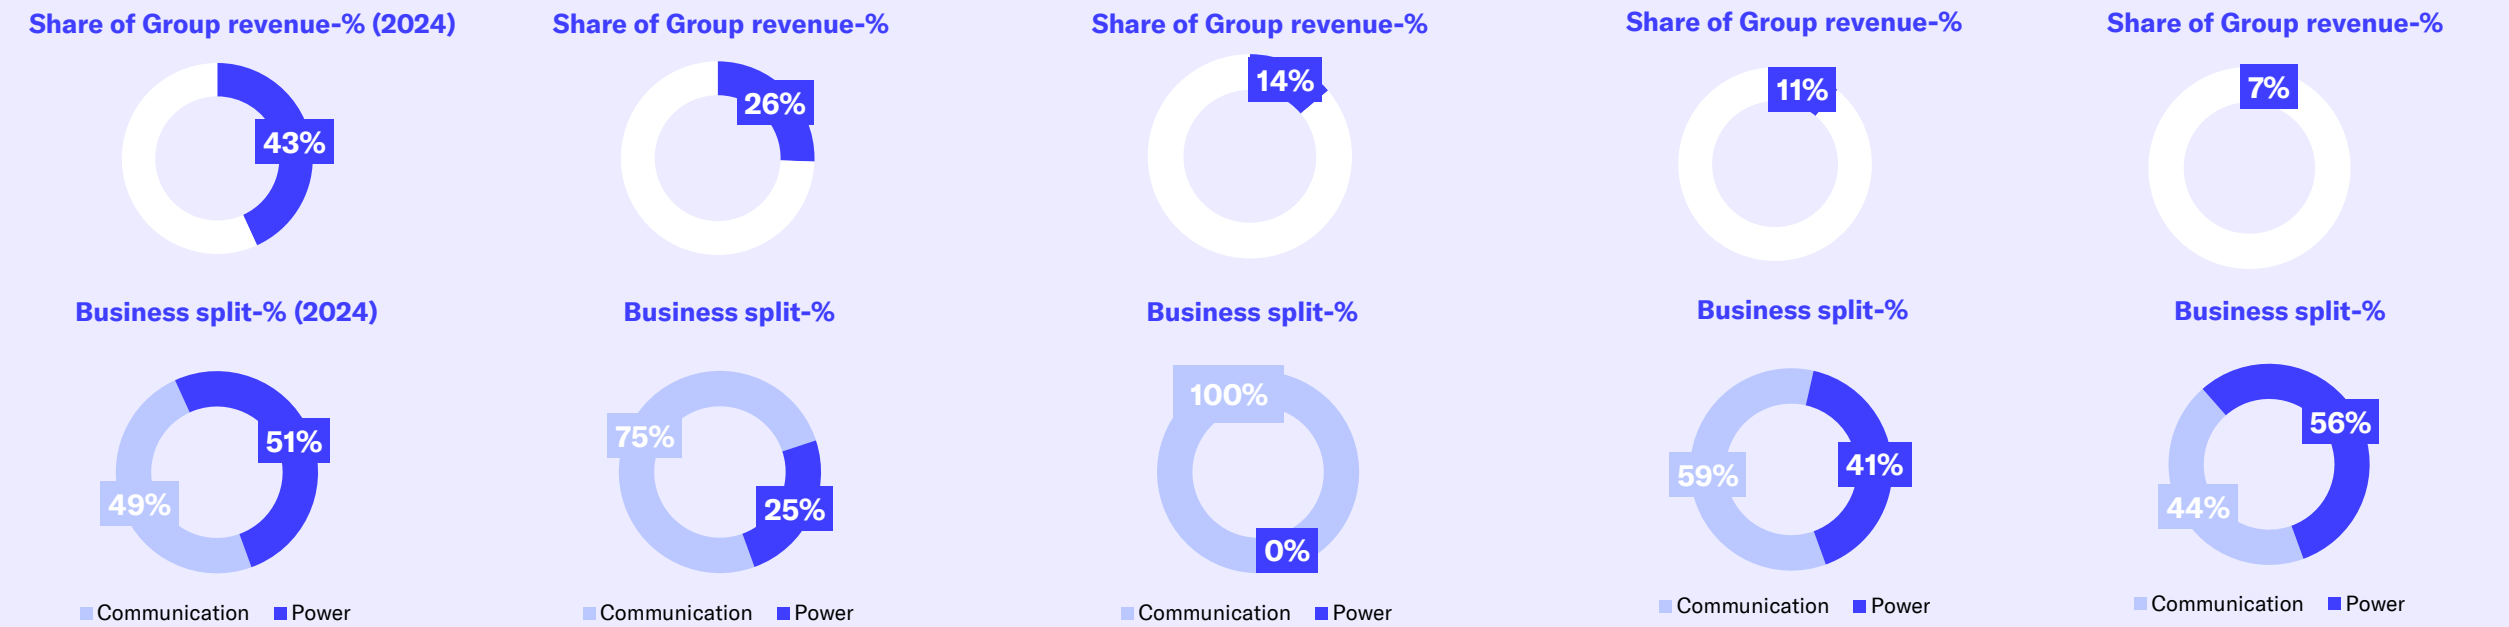 Share of Group revenue-% (2024)
43%
Business split-% (2024)
51%
49%
Communication Power
Share of Group revenue-%
26%
Business split-%
75%
25%
Communication Power
Share of Group revenue-%
14%
Business split-%
100%
0%
Communication Power
Share of Group revenue-%
11%
Business split-%
59%
41%
Communication Power
Share of Group revenue-%
7%
Business split-%
56%
44%
Communication Power